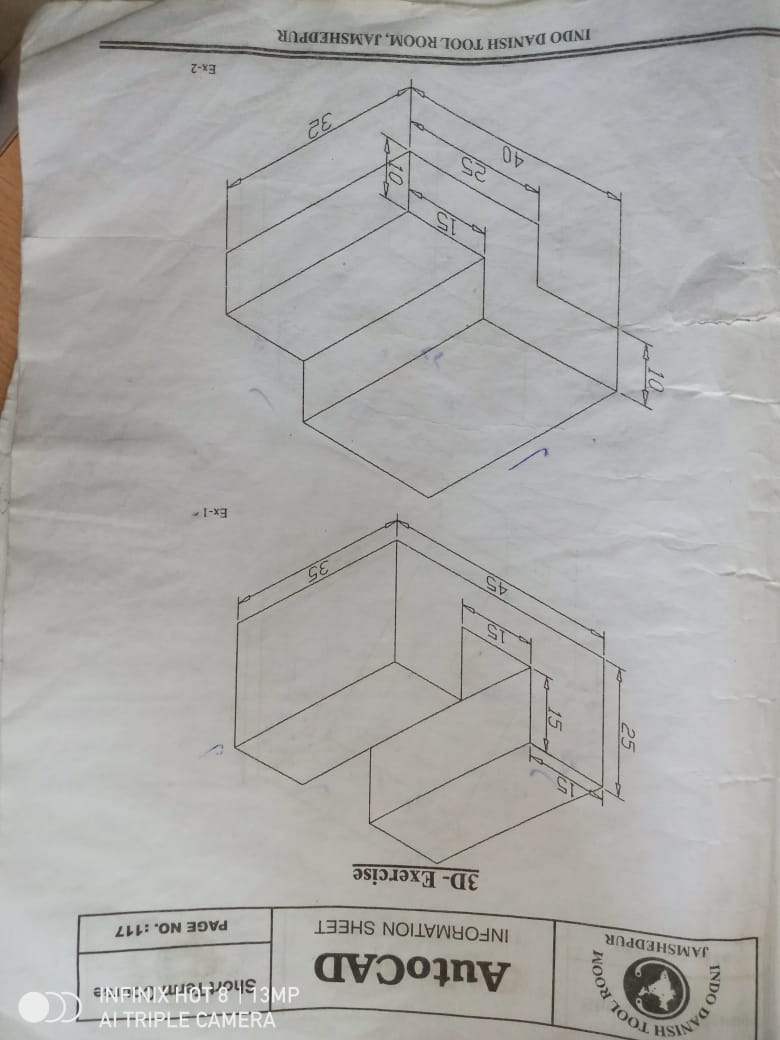 INDO DANISH TOOL ROOM
JAMSHEDPUR
AutoCAD
INFORMATION SHEET
Short Term Course
PAGE NO. :117
3D- Exercise
15
25
15
15
45
35
Ex-1
10
15
10
25
40
32
Ex-2
INDO DANISH TOOL ROOM, JAMSHEDPUR
INFINIX HOT 8 | 13MP
AI TRIPLE CAMERA